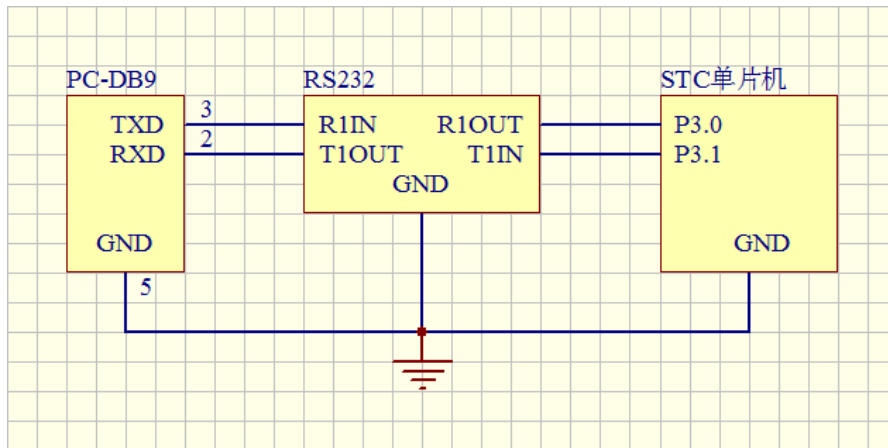 PC-DB9 RS232 STC单片机
TXD 3 R1IN R1OUT P3.0
RXD 2 T1OUT T1IN P3.1
GND
GND GND
5